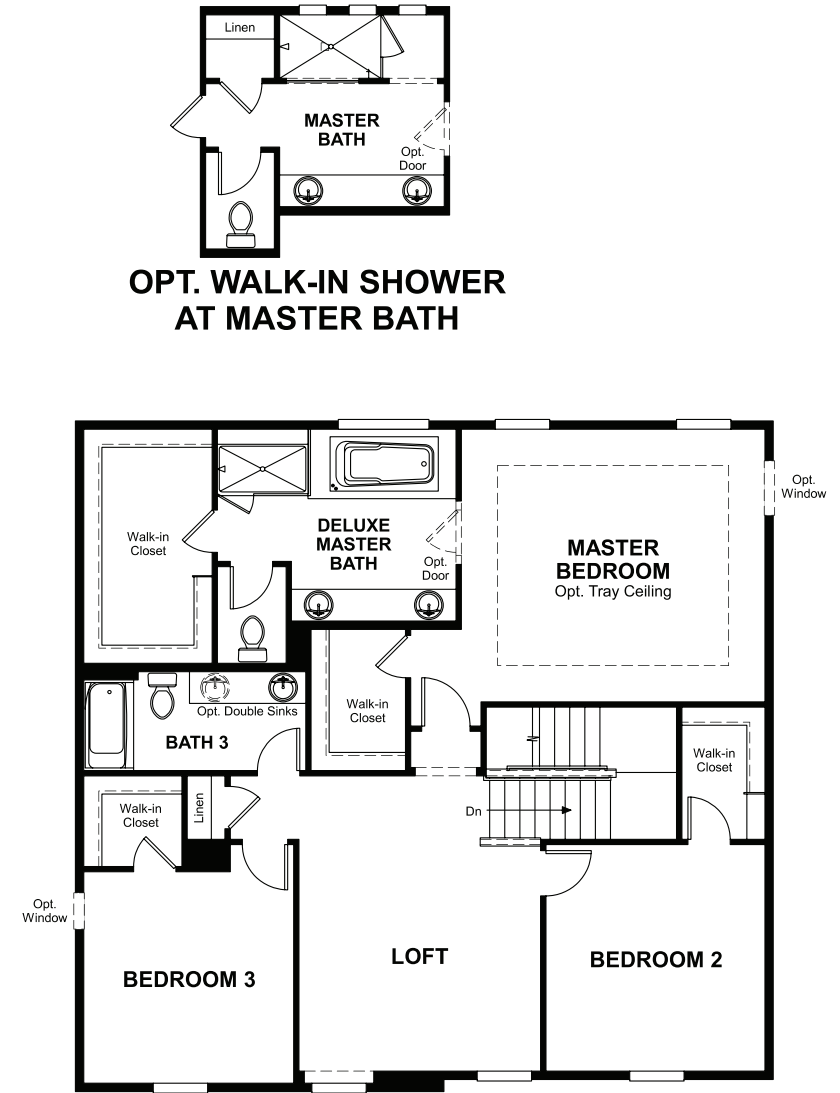 Linen
MASTER
BATH
Opt.
Door
OPT. WALK-IN SHOWER
AT MASTER BATH
Opt.
Window
DELUXE
MASTER
BATH
Walk-in
Closet
Opt.
Door
MASTER
BEDROOM
Opt. Tray Ceiling
Walk-in
Closet
Opt. Double Sinks
BATH 3
Walk-in
Closet
Walk-in
Closet
Linen
Dn
Opt.
Window
LOFT
BEDROOM 2
BEDROOM 3